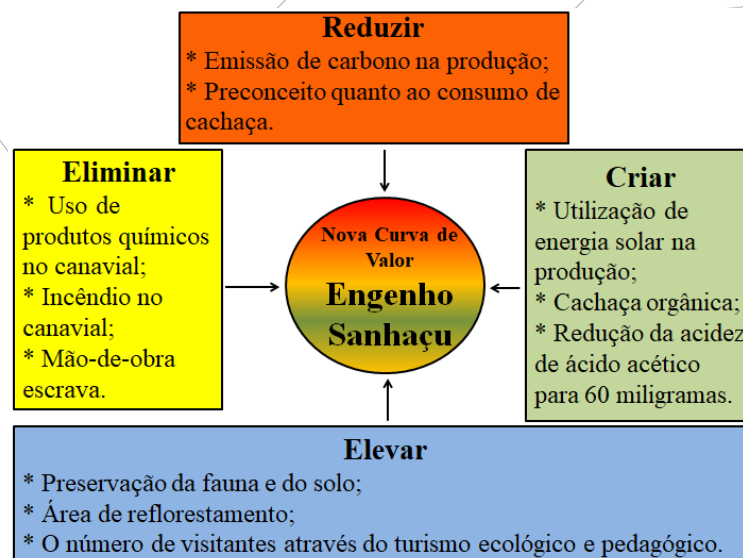 Reduzir
* Emissão de carbono na produção;
* Preconceito quanto ao consumo de
cachaça.
Eliminar
* Uso de
produtos químicos
no canavial;
* Incêndio no
canavial;
* Mão-de-obra
escrava.
Nova Curva de
Valor
Engenho
Sanhaçu
Criar
* Utilização de
energia solar na
produção;
* Cachaça orgânica;
* Redução da acidez
de ácido acético
para 60 miligramas.
Elevar
* Preservação da fauna e do solo;
* Área de reflorestamento;
* O número de visitantes através do turismo ecológico e pedagógico.